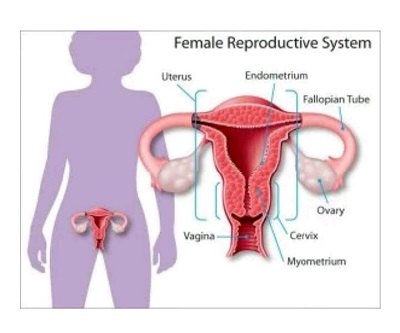 Female Reproductive System
Uterus
Endometrium
Fallopian Tube
Ovary
Vagina
Cervix
Myometrium